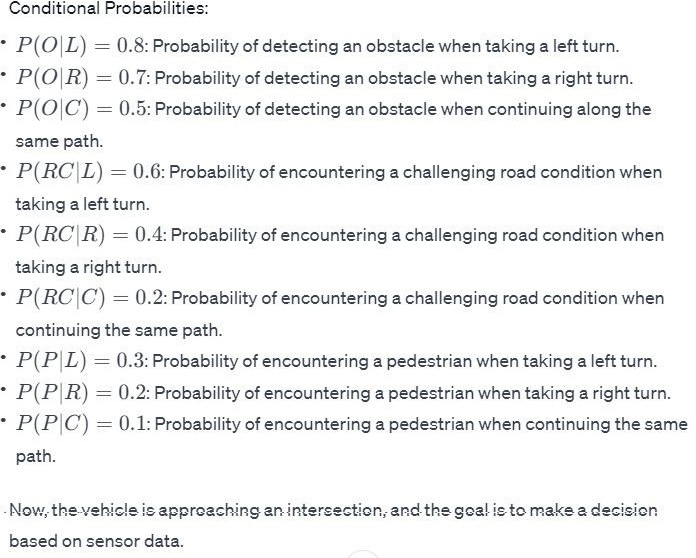 Conditional Probabilities:
• P(O|L) = 0.8: Probability of detecting an obstacle when taking a left turn.
• P(O|R) = 0.7: Probability of detecting an obstacle when taking a right turn.
• P(O|C) = 0.5: Probability of detecting an obstacle when continuing along the
same path.
• P(RC|L) = 0.6: Probability of encountering a challenging road condition when
taking a left turn.
• P(RC|R) = 0.4: Probability of encountering a challenging road condition when
taking a right turn.
• P(RC|C) = 0.2: Probability of encountering a challenging road condition when
continuing the same path.
• P(P|L) = 0.3: Probability of encountering a pedestrian when taking a left turn.
• P(P|R) = 0.2: Probability of encountering a pedestrian when taking a right turn.
• P(P|C) = 0.1: Probability of encountering a pedestrian when continuing the same
path.
Now, the vehicle is approaching an intersection, and the goal is to make a decision
based on sensor data.